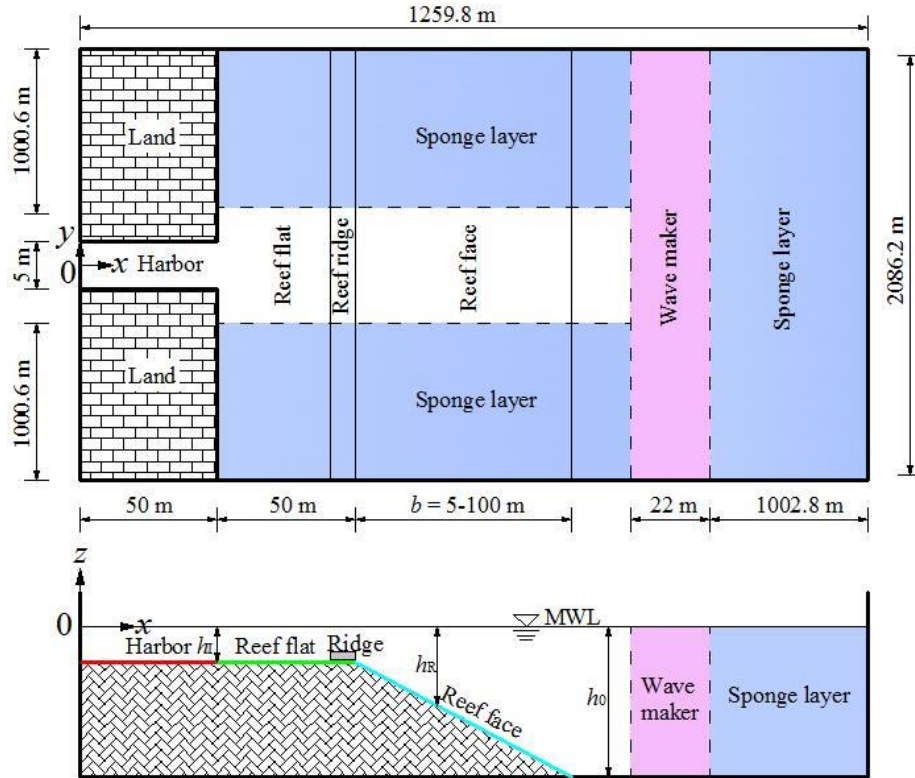 1259.8 m
1000.6 m
Land
Sponge layer
y
5 m
0
x
Harbor
Reef flat
Reef ridge
Reef face
Wave maker
Sponge layer
2086.2 m
1000.6 m
Land
Sponge layer
50 m
50 m
b = 5-100 m
22 m
1002.8 m
z
0
x
MWL
Harbor
hL
Reef flat
Ridge
hR
Reef face
h0
Wave
maker
Sponge layer